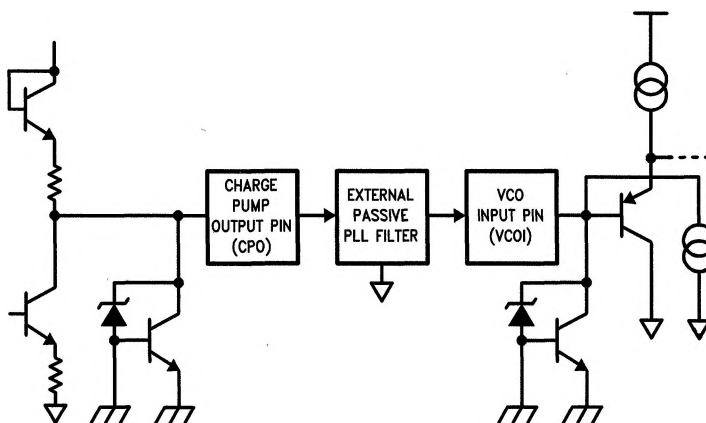 CHARGE
PUMP
OUTPUT PIN
(CPO)
EXTERNAL
PASSIVE
PLL FILTER
VCO
INPUT PIN
(VCOI)